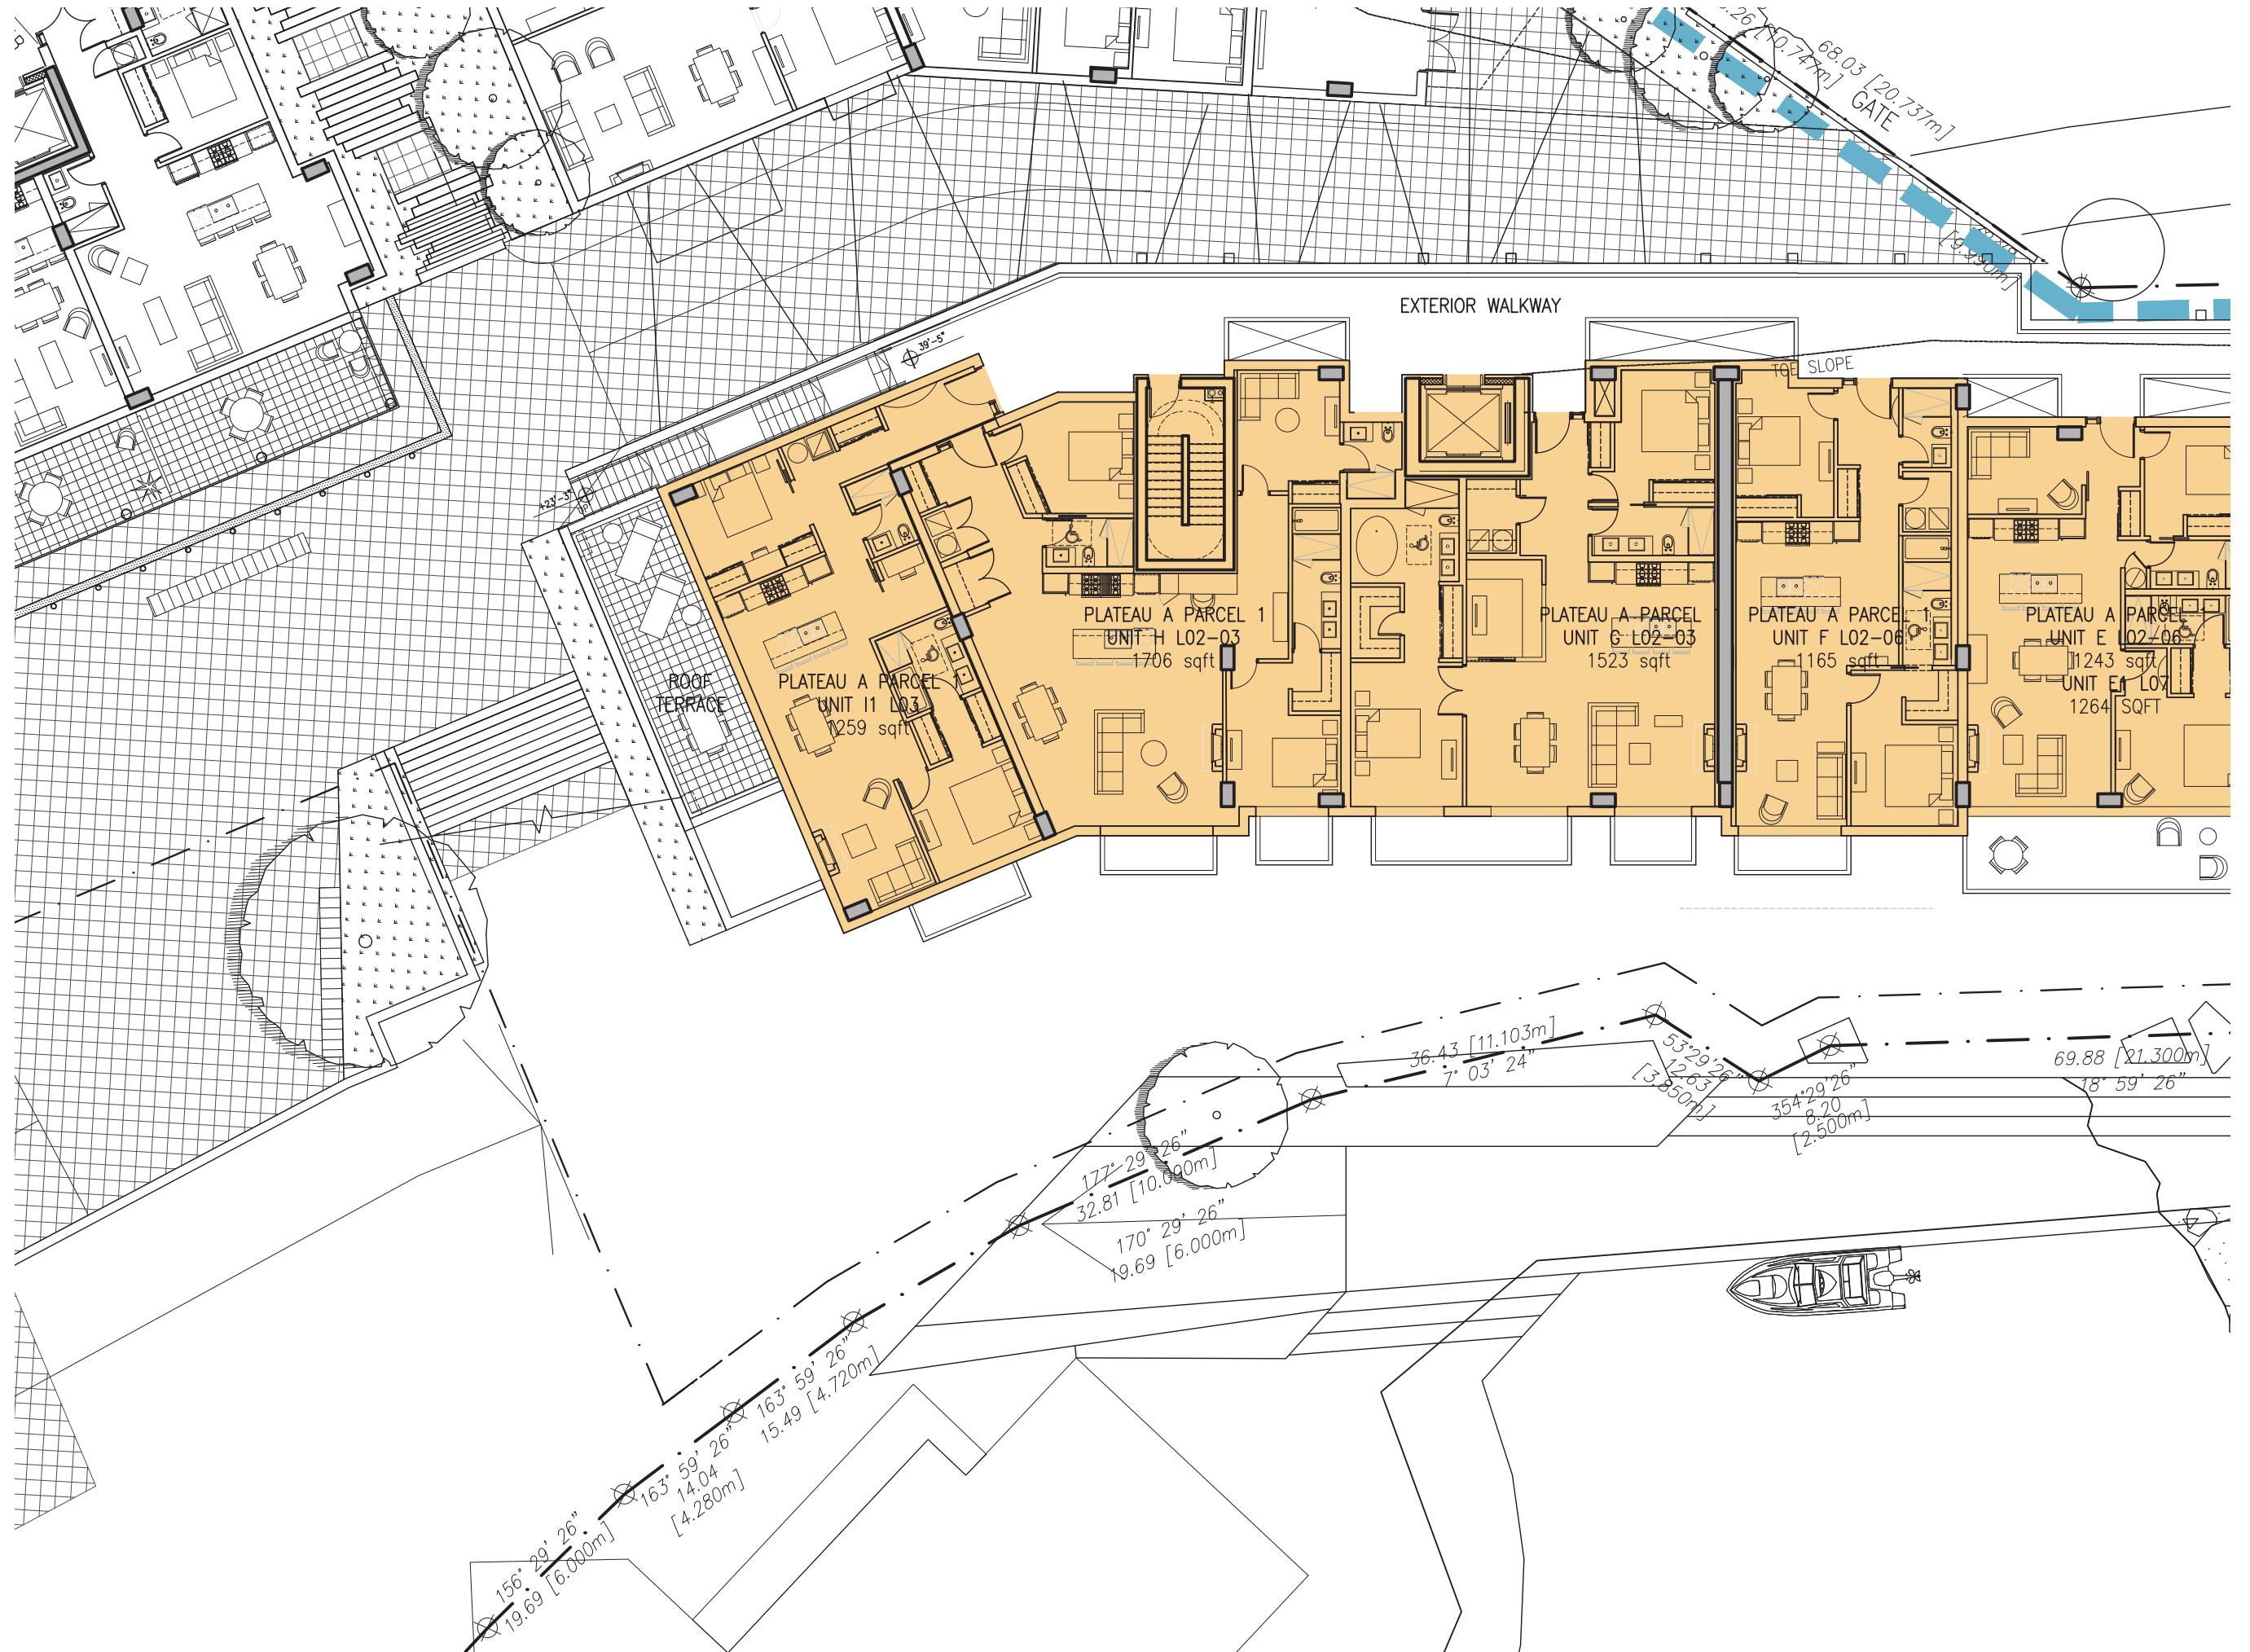 68.03 [20.737m]
GATE
EXTERIOR WALKWAY
39'-5"
TOE SLOPE
+23'-3"
PLATEAU A PARCEL 1
UNIT H L02-03
1706 sqft
PLATEAU A PARCEL
UNIT G L02-03
1523 sqft
PLATEAU A PARCEL 1
UNIT F L02-06
1165 sqft
PLATEAU A PARCEL 1
UNIT E L02-06
1243 sqft
UNIT E1 L07
1264 SQFT
ROOF
TERRACE
PLATEAU A PARCEL 1
UNIT I1 L03
1259 sqft
36.43 [11.103m]
7° 03' 24"
53°29'26"
12.63
[3.850m]
354°29'26"
8.20
[2.500m]
69.88 [21.300m]
18° 59' 26"
177° 29' 26"
32.81 [10.000m]
170° 29' 26"
19.69 [6.000m]
163° 59' 26"
15.49 [4.720m]
163° 59' 26"
14.04
[4.280m]
156° 29' 26"
19.69 [6.000m]